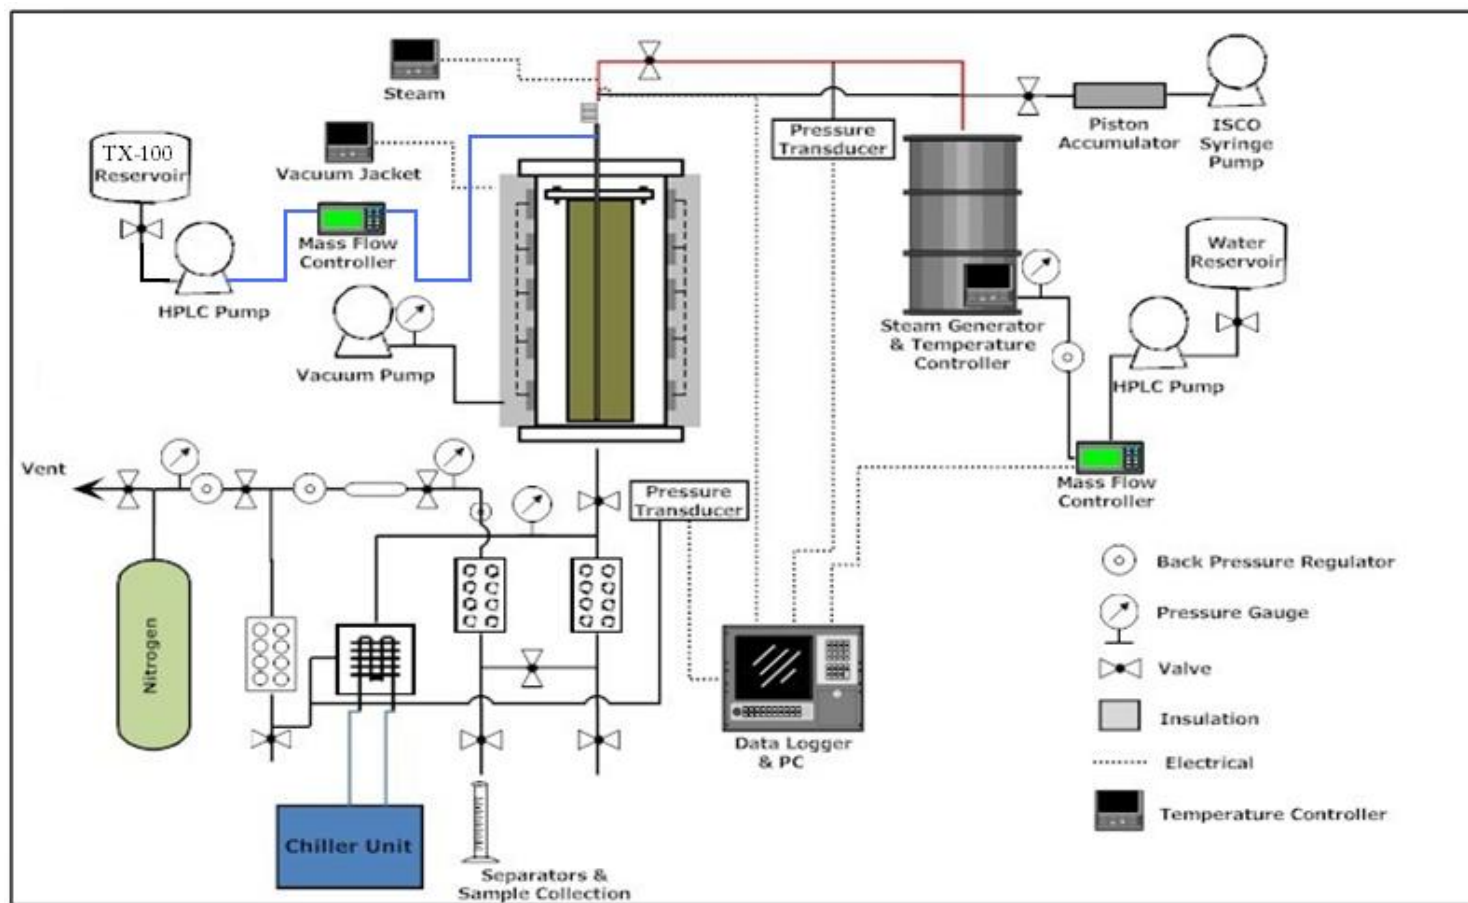 Steam
TX-100
Reservoir
Vacuum Jacket
Mass Flow
Controller
HPLC Pump
Vacuum Pump
Pressure
Transducer
Piston
Accumulator
ISCO
Syringe
Pump
Water
Reservoir
Steam Generator
& Temperature
Controller
HPLC Pump
Mass Flow
Controller
Vent
Pressure
Transducer
Nitrogen
Chiller Unit
Separators &
Sample Collection
Data Logger
& PC
Back Pressure Regulator
Pressure Gauge
Valve
Insulation
Electrical
Temperature Controller